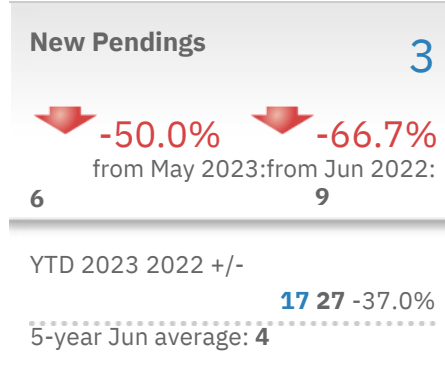 New Pendings 3
-50.0% -66.7%
from May 2023: from Jun 2022:
6 9
YTD 2023 2022 +/-
17 27 -37.0%
5-year Jun average: 4